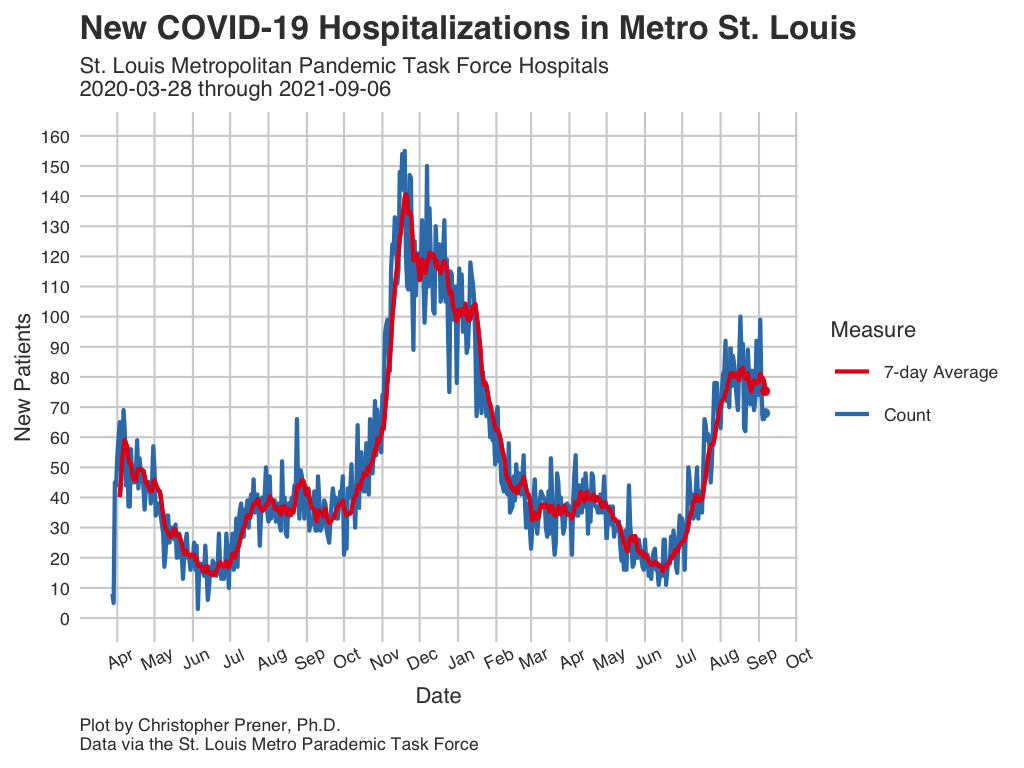 New COVID-19 Hospitalizations in Metro St. Louis
St. Louis Metropolitan Pandemic Task Force Hospitals
2020-03-28 through 2021-09-06
160
150
140
130
120
110
100
90
80
70
60
50
40
30
20
10
0
New Patients
Apr May Jun Jul Aug Sep Oct Nov Dec Jan Feb Mar Apr May Jun Jul Aug Sep Oct
Date
Measure
7-day Average
Count
Plot by Christopher Prener, Ph.D.
Data via the St. Louis Metro Parademic Task Force